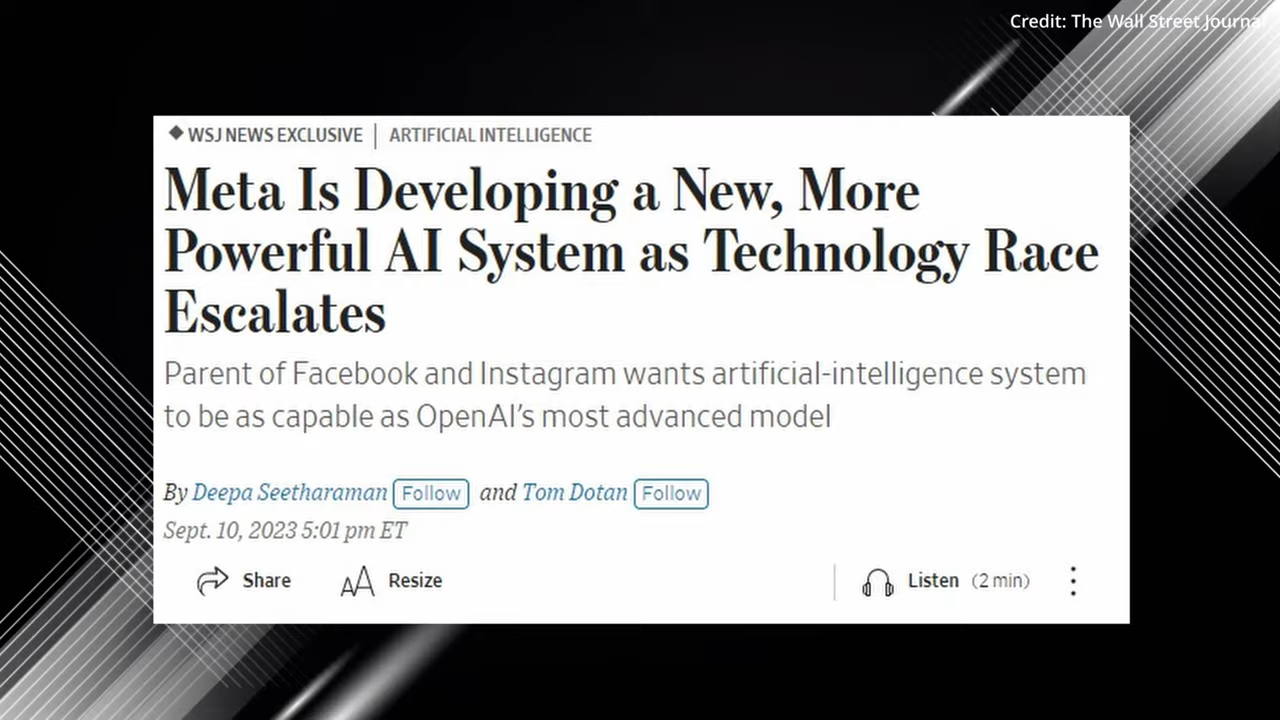 Credit: The Wall Street Journal
WSJ NEWS EXCLUSIVE | ARTIFICIAL INTELLIGENCE
Meta Is Developing a New, More
Powerful AI System as Technology Race
Escalates
Parent of Facebook and Instagram wants artificial-intelligence system
to be as capable as OpenAI’s most advanced model
By Deepa Seetharaman Follow and Tom Dotan Follow
Sept. 10, 2023 5:01 pm ET
Share Resize Listen (2 min)